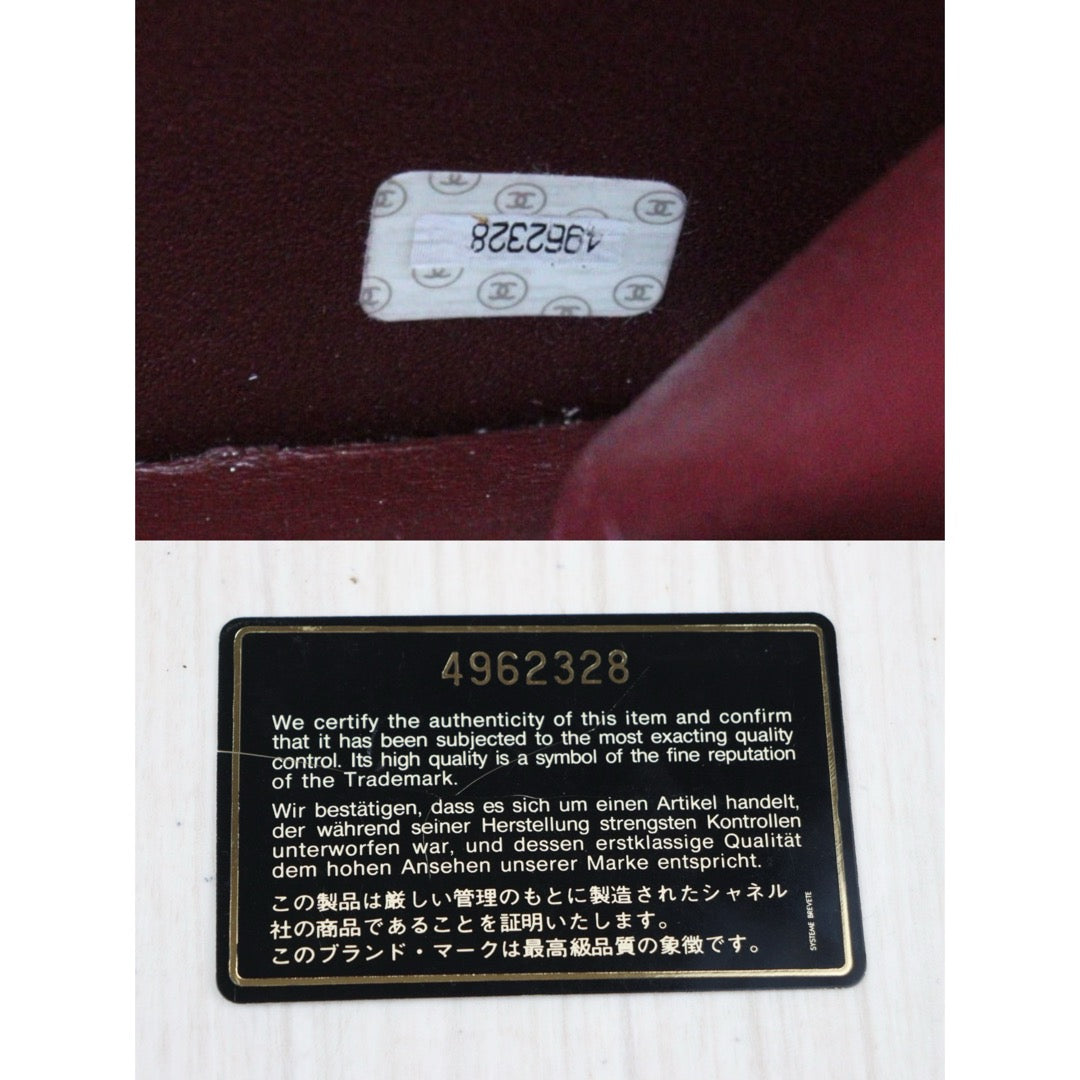 4962328
4962328
We certify the authenticity of this item and confirm
that it has been subjected to the most exacting quality
control. Its high quality is a symbol of the fine reputation
of the Trademark.
Wir bestätigen, dass es sich um einen Artikel handelt,
der während seiner Herstellung strengsten Kontrollen
unterworfen war, und dessen erstklassige Qualität
dem hohen Ansehen unserer Marke entspricht.
この製品は厳しい管理のもとに製造されたシャネル
社の商品であることを証明いたします。
このブランド・マークは最高級品質の象徴です。
SYSTEME BREVETE